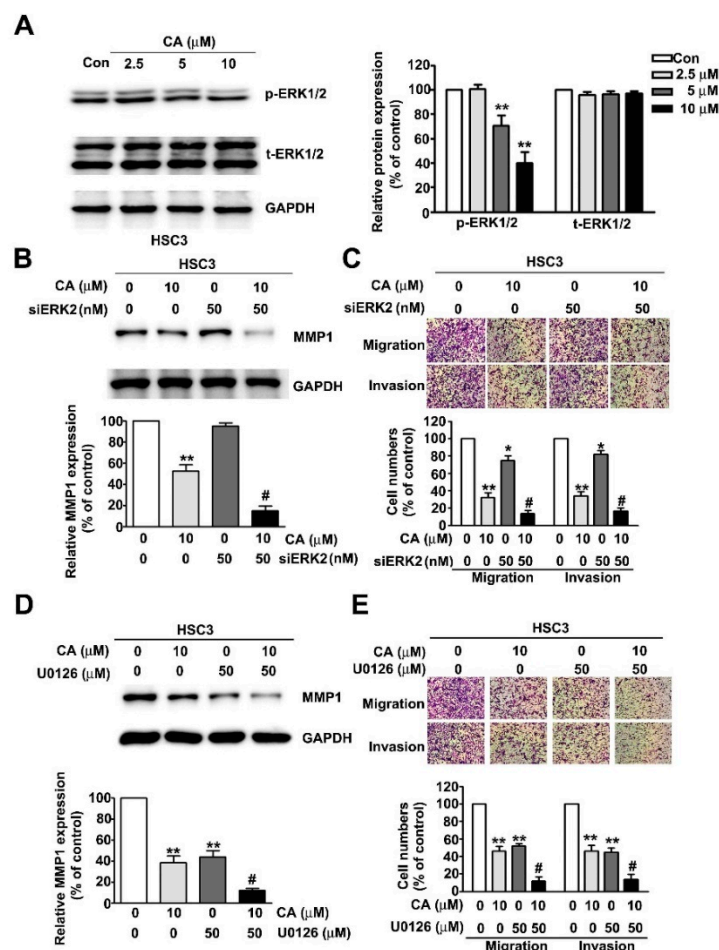 A
CA (μM)
Con 2.5 5 10
p-ERK1/2
t-ERK1/2
GAPDH
HSC3
Relative protein expression
(% of control)
120
100
80
60
40
20
0
** **
p-ERK1/2 t-ERK1/2
Con
2.5 μM
5 μM
10 μM
B
HSC3
CA (μM) 0 10 0 10
siERK2 (nM) 0 0 50 50
MMP1
GAPDH
Relative MMP1 expression
(% of control)
100
80
60
40
20
0
** #
0 10 0 10 CA (μM)
0 0 50 50 siERK2 (nM)
C
HSC3
CA (μM) 0 10 0 10
siERK2 (nM) 0 0 50 50
Migration
Invasion
Cell numbers
(% of control)
120
100
80
60
40
20
0
** * # ** * #
CA (μM) 0 10 0 10 0 10 0 10
siERK2 (nM) 0 0 50 50 0 0 50 50
Migration Invasion
D
HSC3
CA (μM) 0 10 0 10
U0126 (μM) 0 0 50 50
MMP1
GAPDH
Relative MMP1 expression
(% of control)
100
80
60
40
20
0
** ** #
0 10 0 10 CA (μM)
0 0 50 50 U0126 (μM)
E
HSC3
CA (μM) 0 10 0 10
U0126 (μM) 0 0 50 50
Migration
Invasion
Cell numbers
(% of control)
120
100
80
60
40
20
0
** ** # ** ** #
CA (μM) 0 10 0 10 0 10 0 10
U0126 (μM) 0 0 50 50 0 0 50 50
Migration Invasion